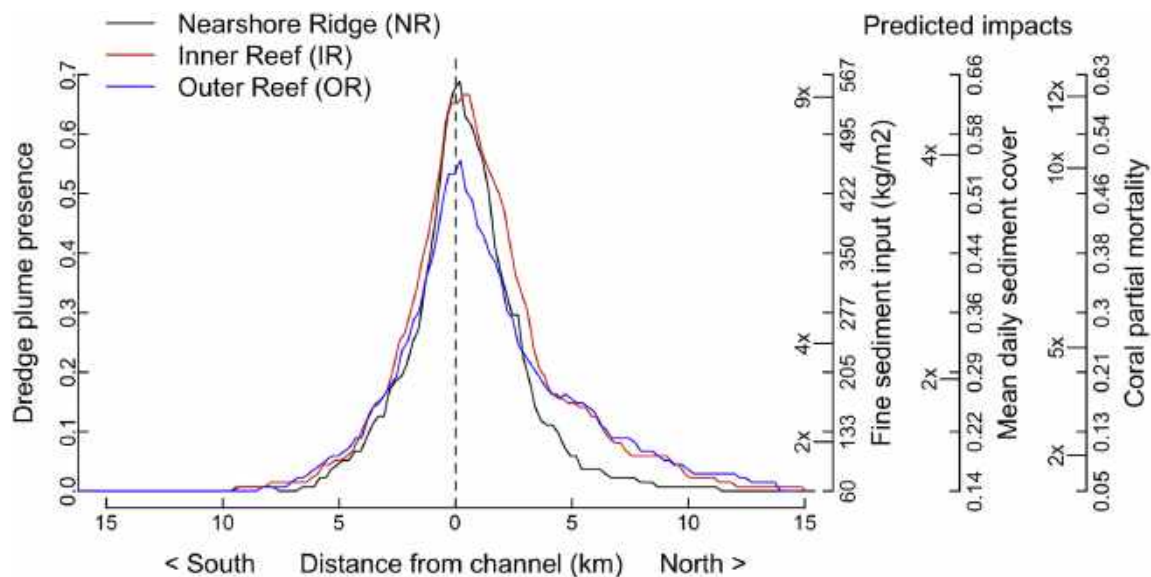 Nearshore Ridge (NR)
Inner Reef (IR)
Outer Reef (OR)
Predicted impacts
Dredge plume presence
0.7
0.6
0.5
0.4
0.3
0.2
0.1
0.0
15 10 5 0 5 10 15
< South Distance from channel (km) North >
9x
4x
2x
567
495
422
350
277
205
133
60
Fine sediment input (kg/m2)
4x
2x
0.66
0.58
0.51
0.44
0.36
0.29
0.22
0.14
Mean daily sediment cover
12x
10x
5x
2x
0.63
0.54
0.46
0.38
0.3
0.21
0.13
0.05
Coral partial mortality